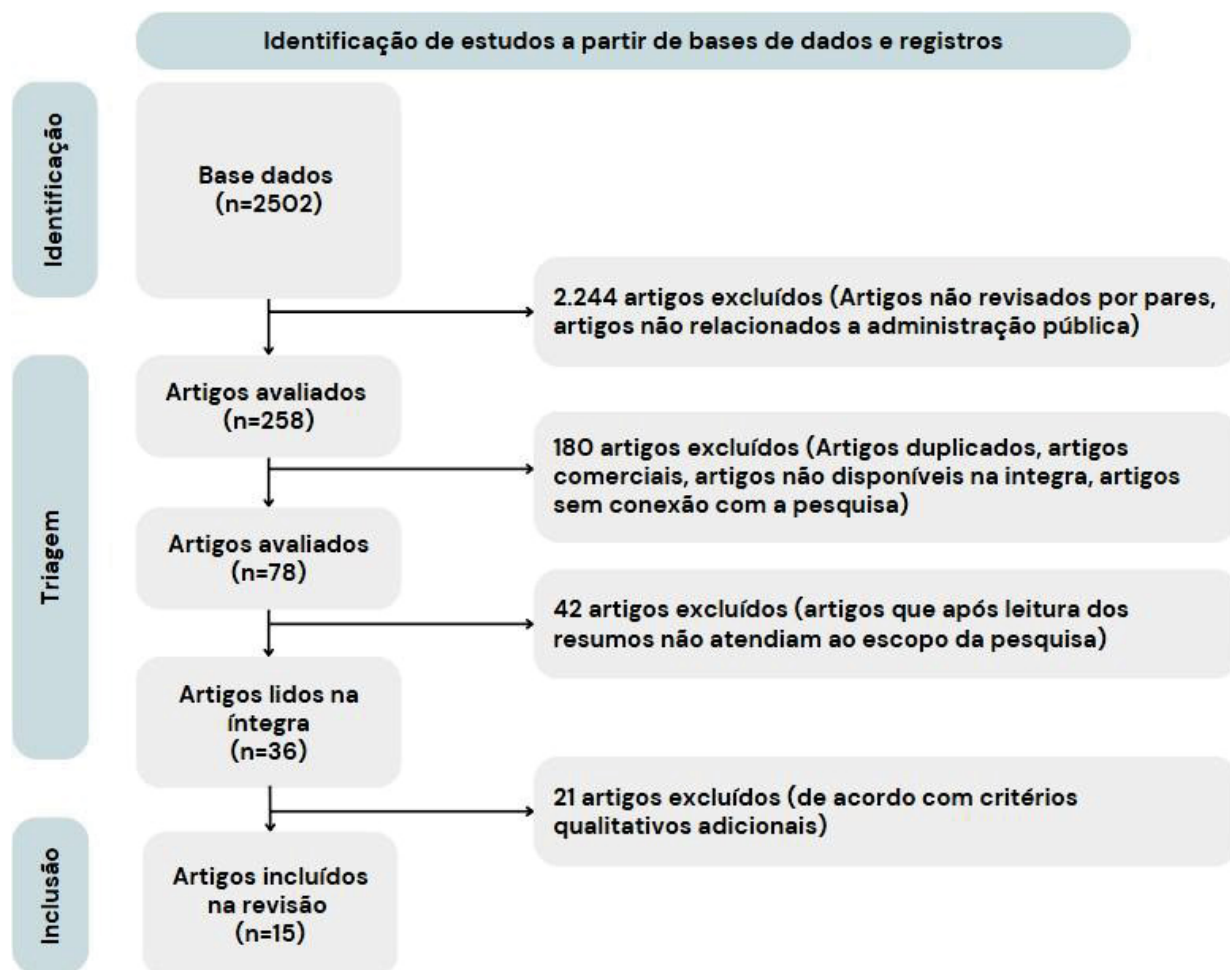 Identificação de estudos a partir de bases de dados e registros
Identificação
Base dados
(n=2502)
2.244 artigos excluídos (Artigos não revisados por pares,
artigos não relacionados a administração pública)
Triagem
Artigos avaliados
(n=258)
180 artigos excluídos (Artigos duplicados, artigos
comerciais, artigos não disponíveis na integra, artigos
sem conexão com a pesquisa)
Artigos avaliados
(n=78)
42 artigos excluídos (artigos que após leitura dos
resumos não atendiam ao escopo da pesquisa)
Artigos lidos na
íntegra
(n=36)
21 artigos excluídos (de acordo com critérios
qualitativos adicionais)
Inclusão
Artigos incluídos
na revisão
(n=15)